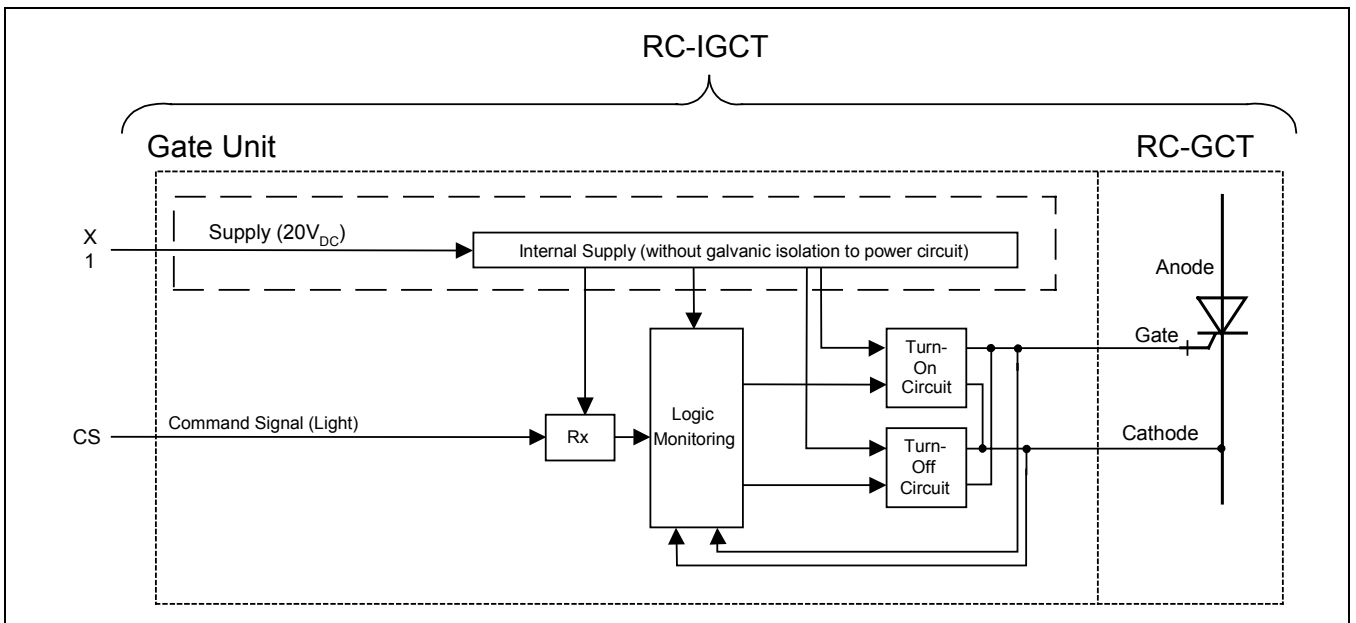 RC-IGCT
Gate Unit
RC-GCT
X
1
Supply (20VDC)
Internal Supply (without galvanic isolation to power circuit)
Anode
Gate
Turn-
On
Circuit
Logic
Monitoring
CS
Command Signal (Light)
Rx
Turn-
Off
Circuit
Cathode